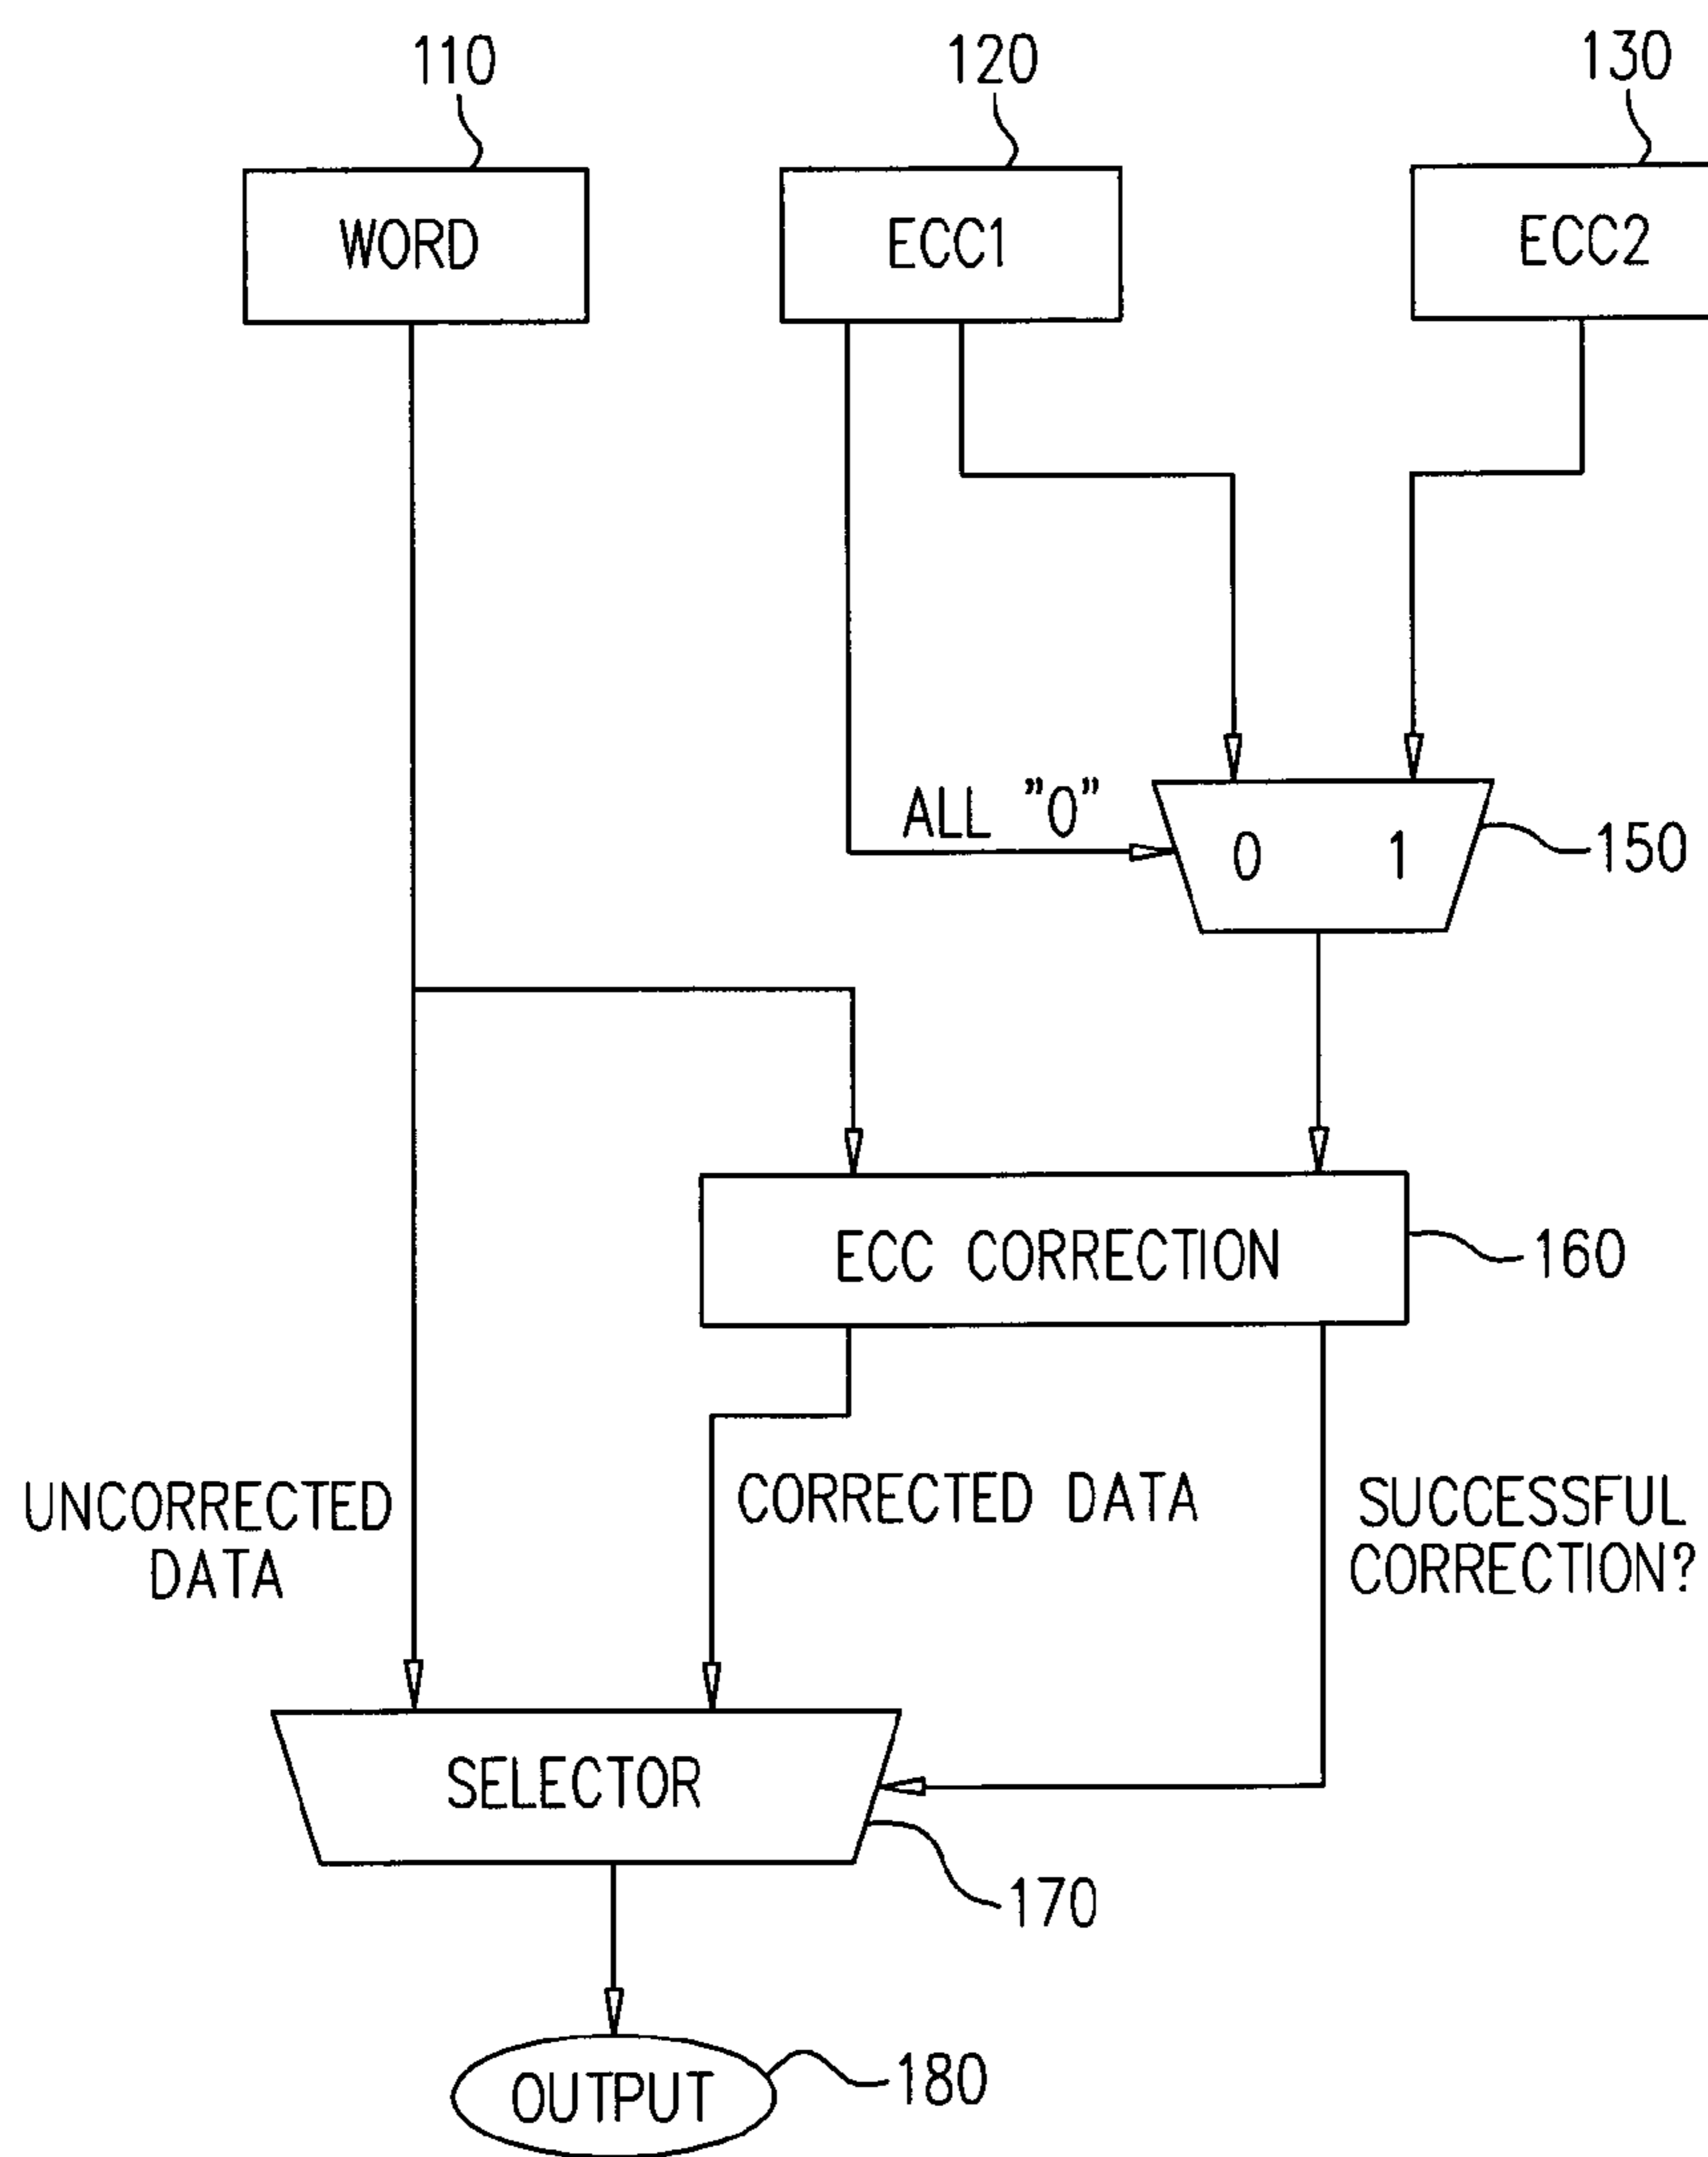 110
120
130
WORD
ECC1
ECC2
ALL "0"
0
1
150
ECC CORRECTION
160
UNCORRECTED
DATA
CORRECTED DATA
SUCCESSFUL
CORRECTION?
SELECTOR
170
OUTPUT
180